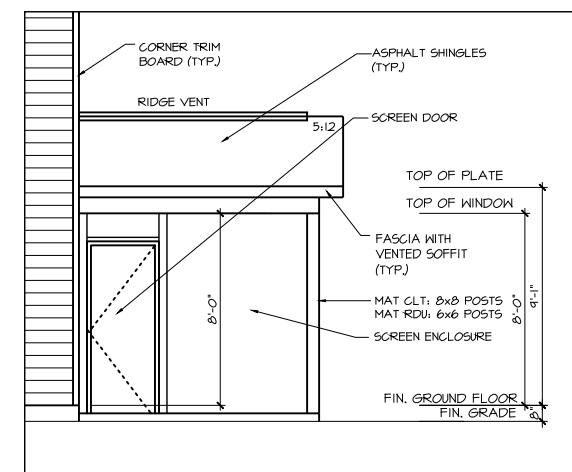 CORNER TRIM
BOARD (TYP.)
ASPHALT SHINGLES
(TYP.)
RIDGE VENT
SCREEN DOOR
5:12
TOP OF PLATE
TOP OF WINDOW
FASCIA WITH
VENTED SOFFIT
(TYP.)
MAT CLT: 8x8 POSTS
MAT RDU: 6x6 POSTS
SCREEN ENCLOSURE
8'-0"
8'-0"
9'-1"
FIN. GROUND FLOOR
FIN. GRADE
8"